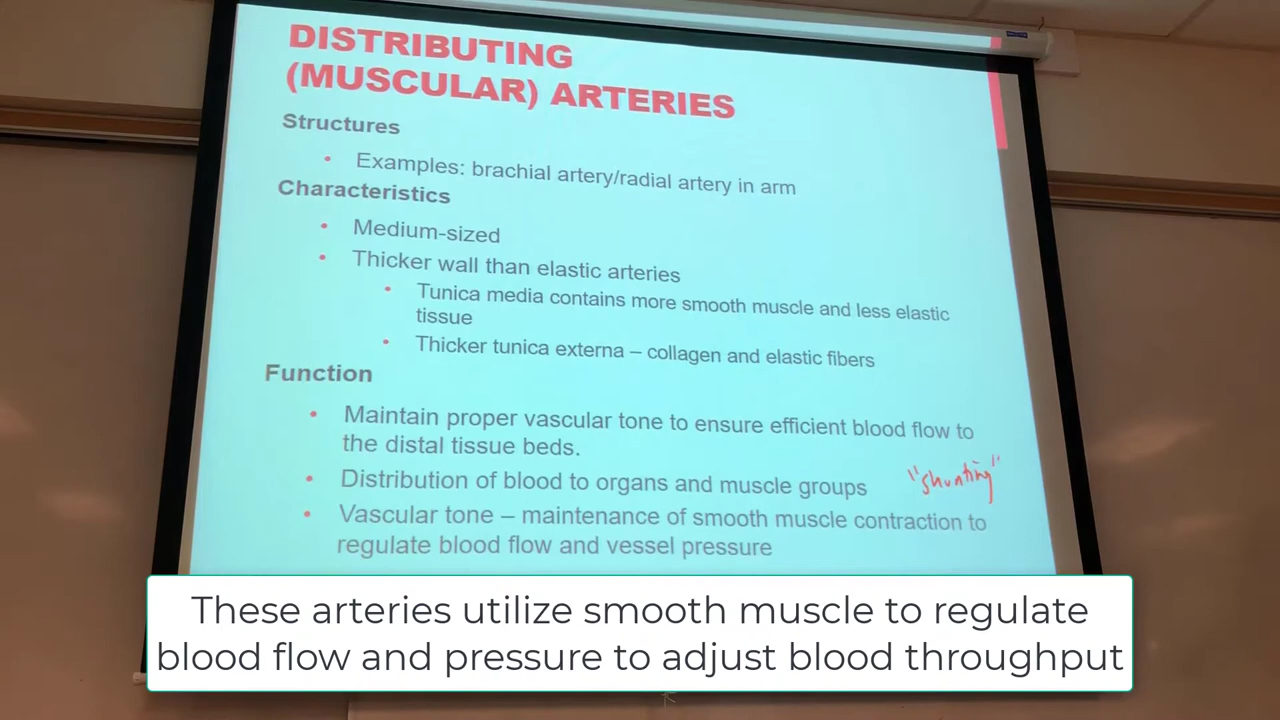 DISTRIBUTING
(MUSCULAR) ARTERIES
Structures
• Examples: brachial artery/radial artery in arm
Characteristics
• Medium-sized
• Thicker wall than elastic arteries
• Tunica media contains more smooth muscle and less elastic
tissue
• Thicker tunica externa – collagen and elastic fibers
Function
• Maintain proper vascular tone to ensure efficient blood flow to
the distal tissue beds.
• Distribution of blood to organs and muscle groups "shunting"
• Vascular tone – maintenance of smooth muscle contraction to
regulate blood flow and vessel pressure
These arteries utilize smooth muscle to regulate
blood flow and pressure to adjust blood throughput